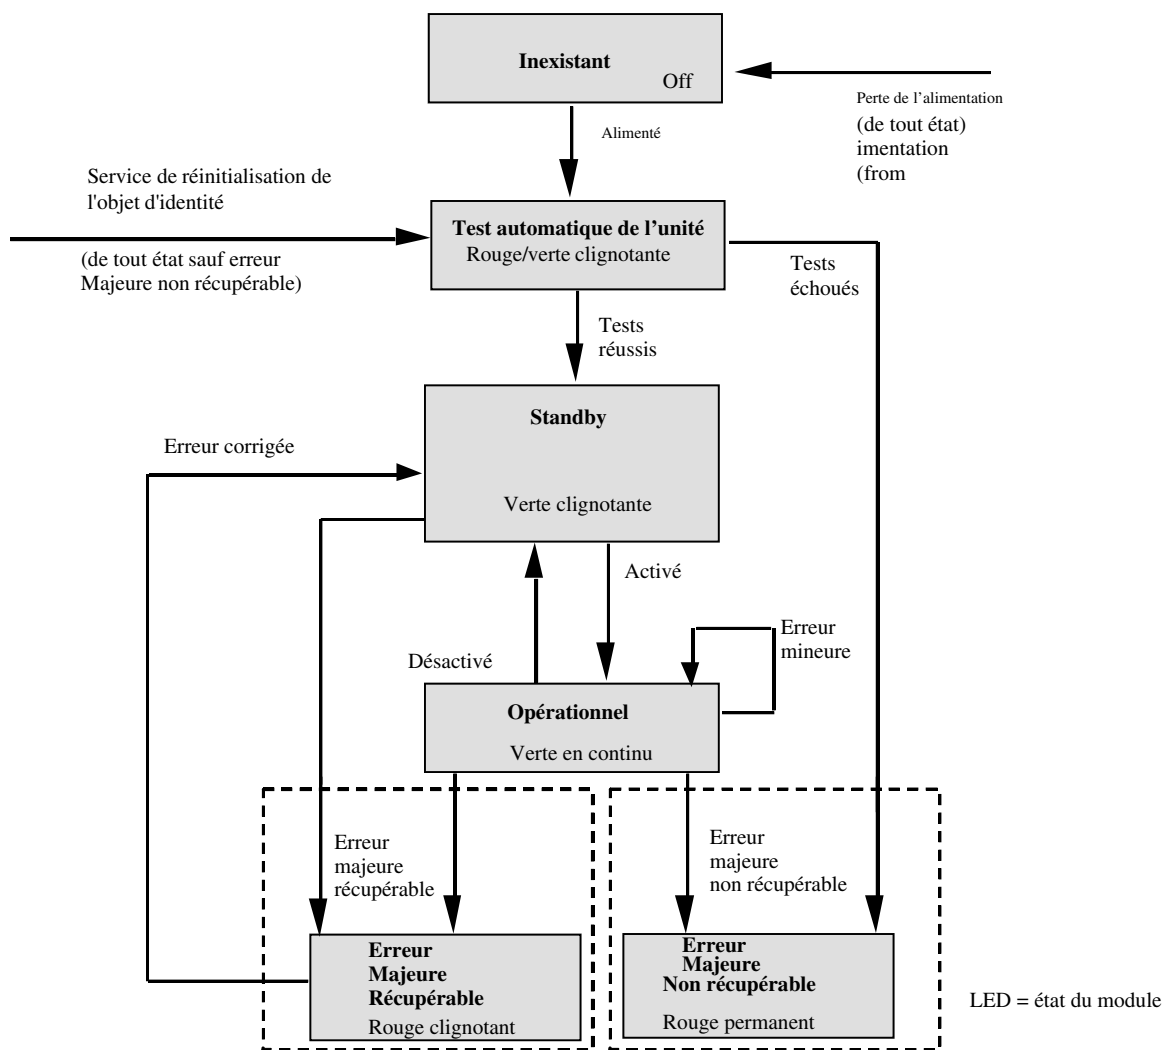 Inexistant
Off
Perte de l’alimentation
(de tout état)
imentation
(from
Alimenté
Service de réinitialisation de
l'objet d'identité
(de tout état sauf erreur
Majeure non récupérable)
Test automatique de l’unité
Rouge/verte clignotante
Tests
échoués
Tests
réussis
Standby
Verte clignotante
Erreur corrigée
Activé
Désactivé
Erreur
mineure
Opérationnel
Verte en continu
Erreur
majeure
récupérable
Erreur
majeure
non récupérable
Erreur
Majeure
Récupérable
Rouge clignotant
Erreur
Majeure
Non récupérable
Rouge permanent
LED = état du module